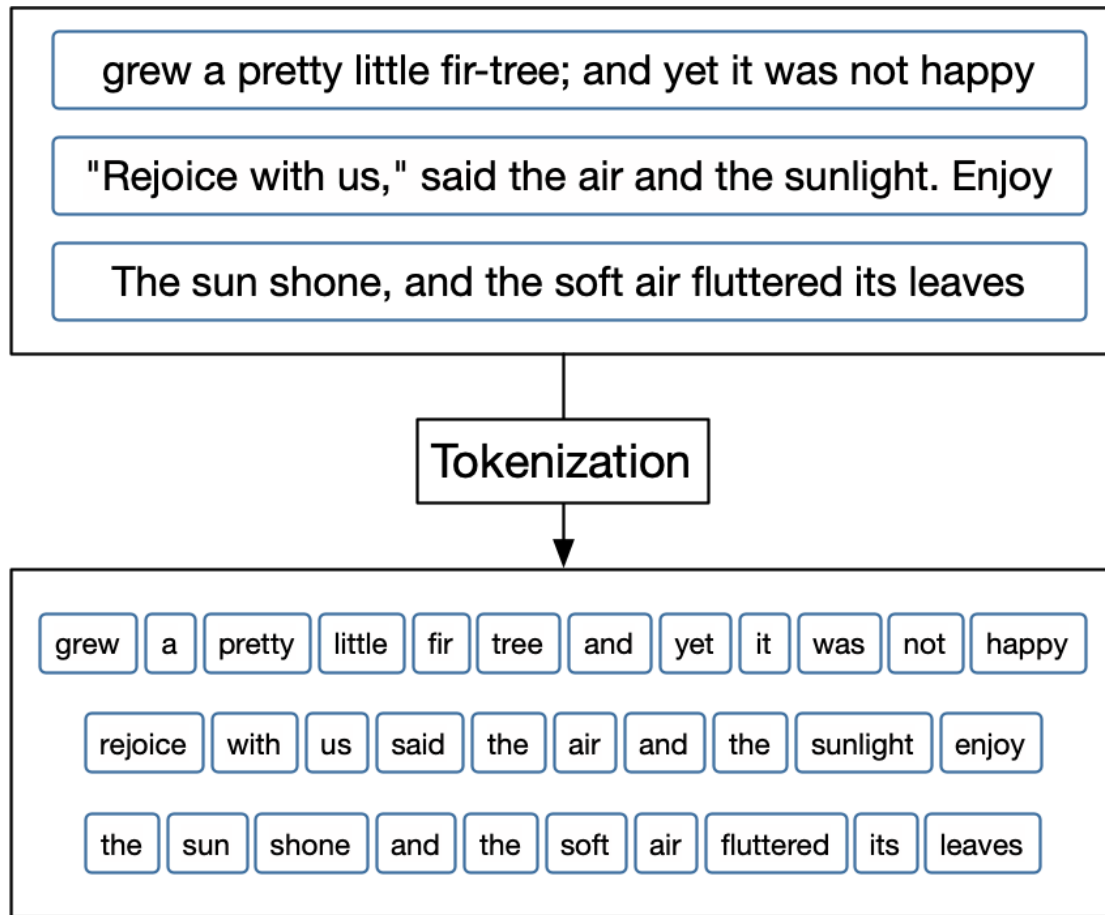 grew a pretty little fir-tree; and yet it was not happy
"Rejoice with us," said the air and the sunlight. Enjoy
The sun shone, and the soft air fluttered its leaves
Tokenization
grew a pretty little fir tree and yet it was not happy
rejoice with us said the air and the sunlight enjoy
the sun shone and the soft air fluttered its leaves